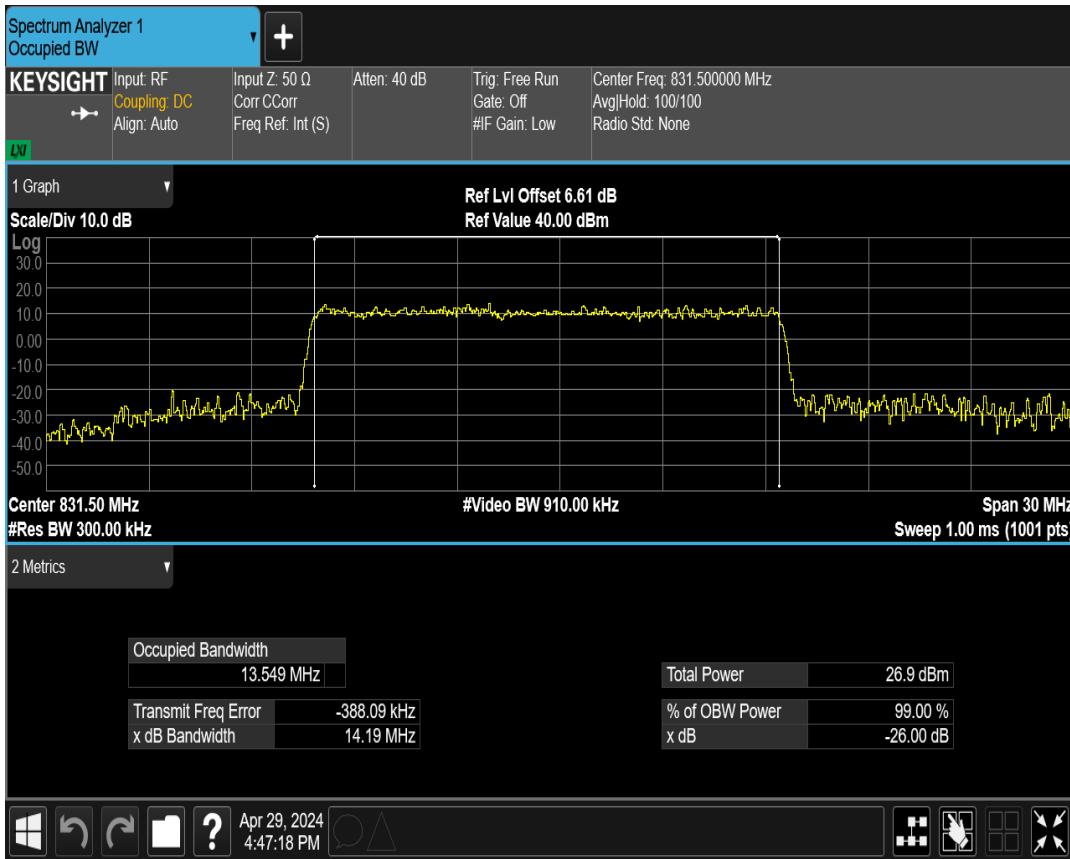 Spectrum Analyzer 1
Occupied BW
+
KEYSIGHT
LXI
Input: RF
Coupling: DC
Align: Auto
Input Z: 50 Ω
Corr CCorr
Freq Ref: Int (S)
Atten: 40 dB
Trig: Free Run
Gate: Off
#IF Gain: Low
Center Freq: 831.500000 MHz
Avg|Hold: 100/100
Radio Std: None
1 Graph
Scale/Div 10.0 dB
Ref Lvl Offset 6.61 dB
Ref Value 40.00 dBm
Log
30.0
20.0
10.0
0.00
-10.0
-20.0
-30.0
-40.0
-50.0
Center 831.50 MHz
#Video BW 910.00 kHz
Span 30 MHz
#Res BW 300.00 kHz
Sweep 1.00 ms (1001 pts)
2 Metrics
Occupied Bandwidth
13.549 MHz
Total Power 26.9 dBm
Transmit Freq Error -388.09 kHz
% of OBW Power 99.00 %
x dB Bandwidth 14.19 MHz
x dB -26.00 dB
?
Apr 29, 2024
4:47:18 PM